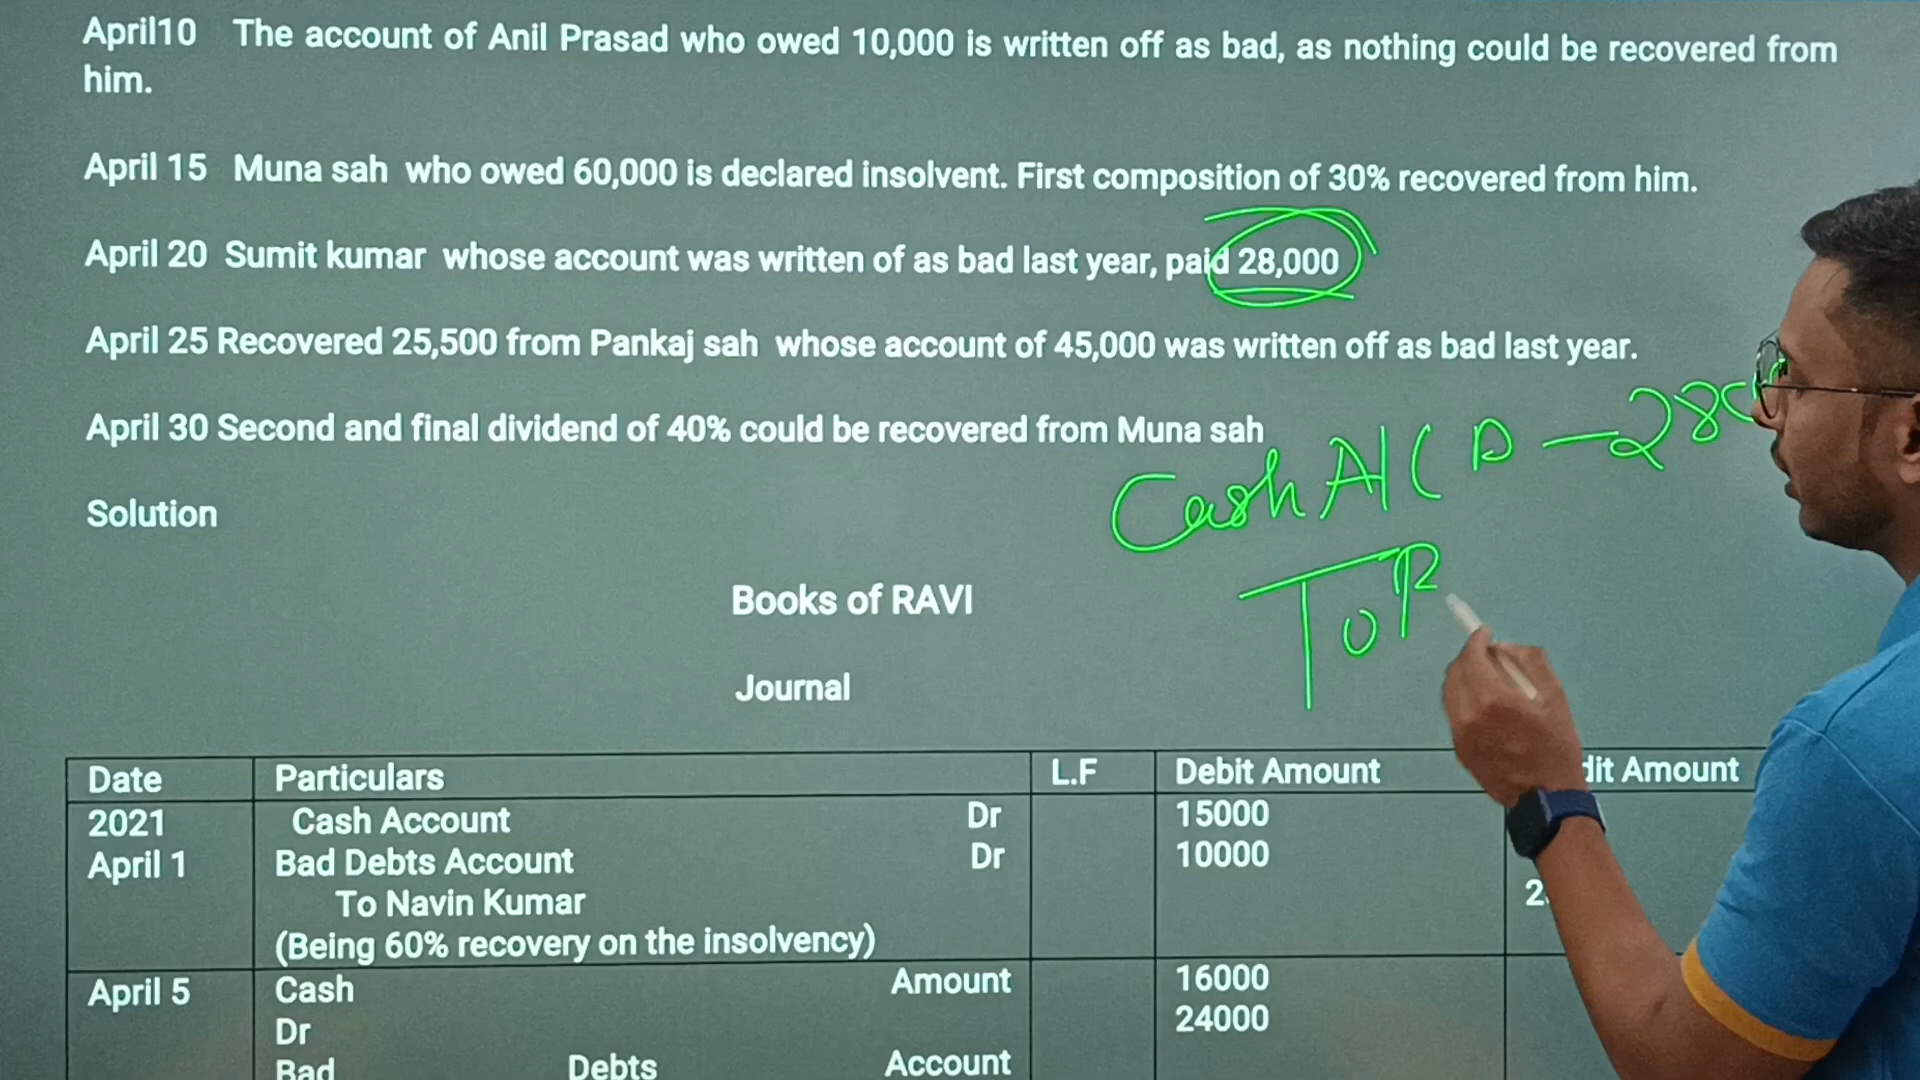 April10 The account of Anil Prasad who owed 10,000 is written off as bad, as nothing could be recovered from
him.
April 15 Muna sah who owed 60,000 is declared insolvent. First composition of 30% recovered from him.
April 20 Sumit kumar whose account was written of as bad last year, paid 28,000
April 25 Recovered 25,500 from Pankaj sah whose account of 45,000 was written off as bad last year.
April 30 Second and final dividend of 40% could be recovered from Muna sah
Cash A/C D — 280
To
Solution
Books of RAVI
Journal
Date Particulars L.F Debit Amount dit Amount
2021 Cash Account Dr 15000
April 1 Bad Debts Account Dr 10000
To Navin Kumar 2
(Being 60% recovery on the insolvency)
April 5 Cash Amount 16000
Dr 24000
Bad Debts Account